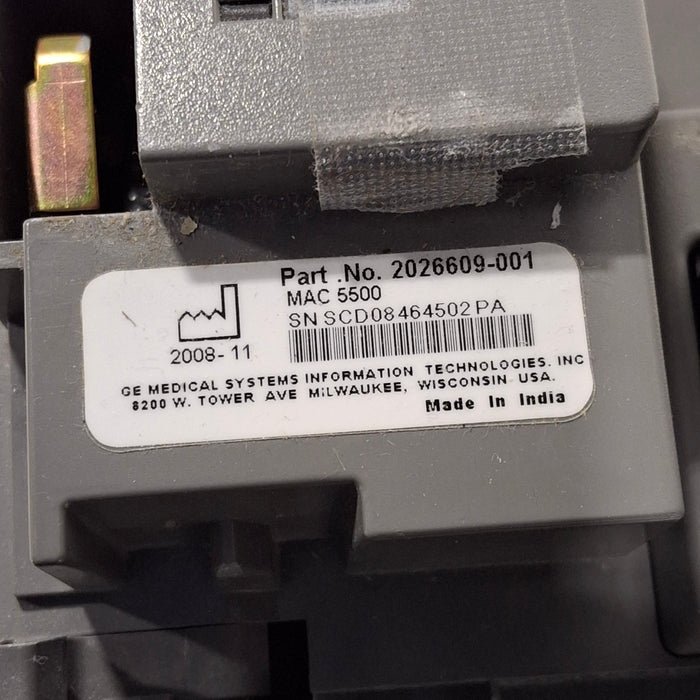 Part .No. 2026609-001
MAC 5500
SN SCD08464502PA
2008-11
GE MEDICAL SYSTEMS INFORMATION TECHNOLOGIES. INC
8200 W. TOWER AVE MILWAUKEE, WISCONSIN USA.
Made In India